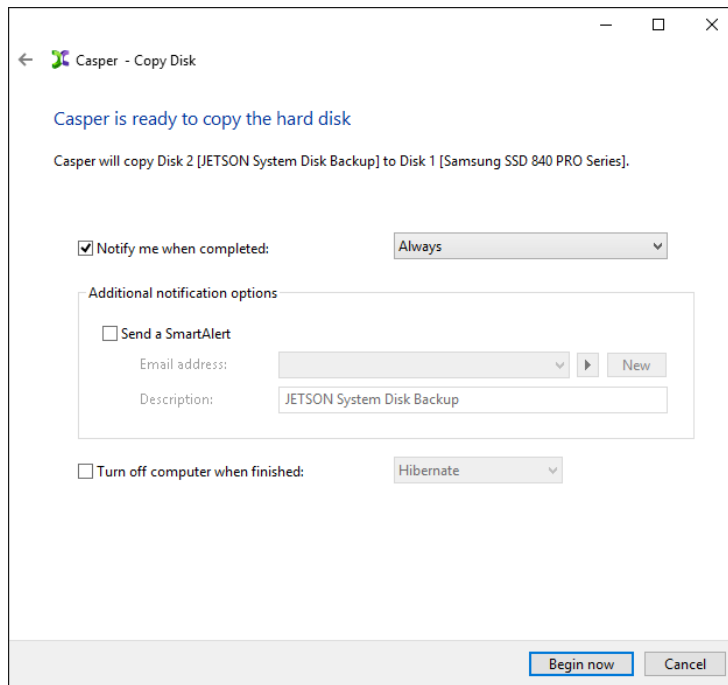 Casper - Copy Disk
Casper is ready to copy the hard disk
Casper will copy Disk 2 [JETSON System Disk Backup] to Disk 1 [Samsung SSD 840 PRO Series].
Notify me when completed: Always
Additional notification options
Send a SmartAlert
Email address: New
Description: JETSON System Disk Backup
Turn off computer when finished: Hibernate
Begin now Cancel